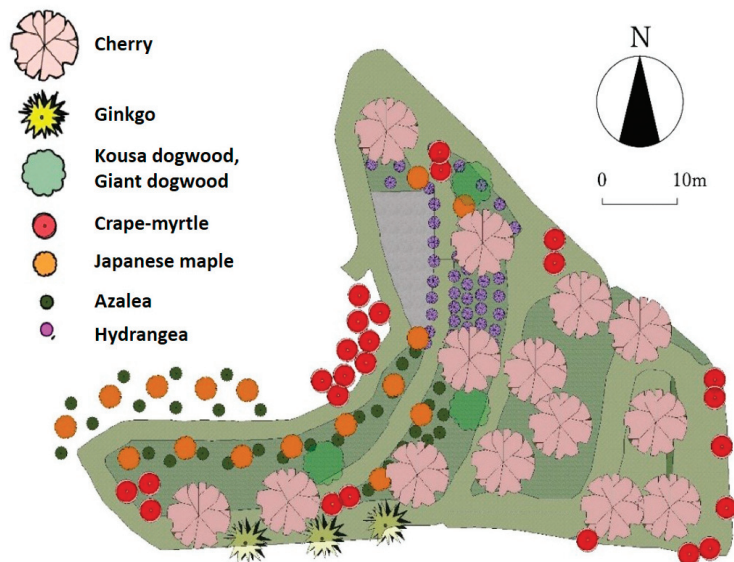 Cherry
Ginkgo
Kousa dogwood,
Giant dogwood
Crape-myrtle
Japanese maple
Azalea
Hydrangea
N
0 10m